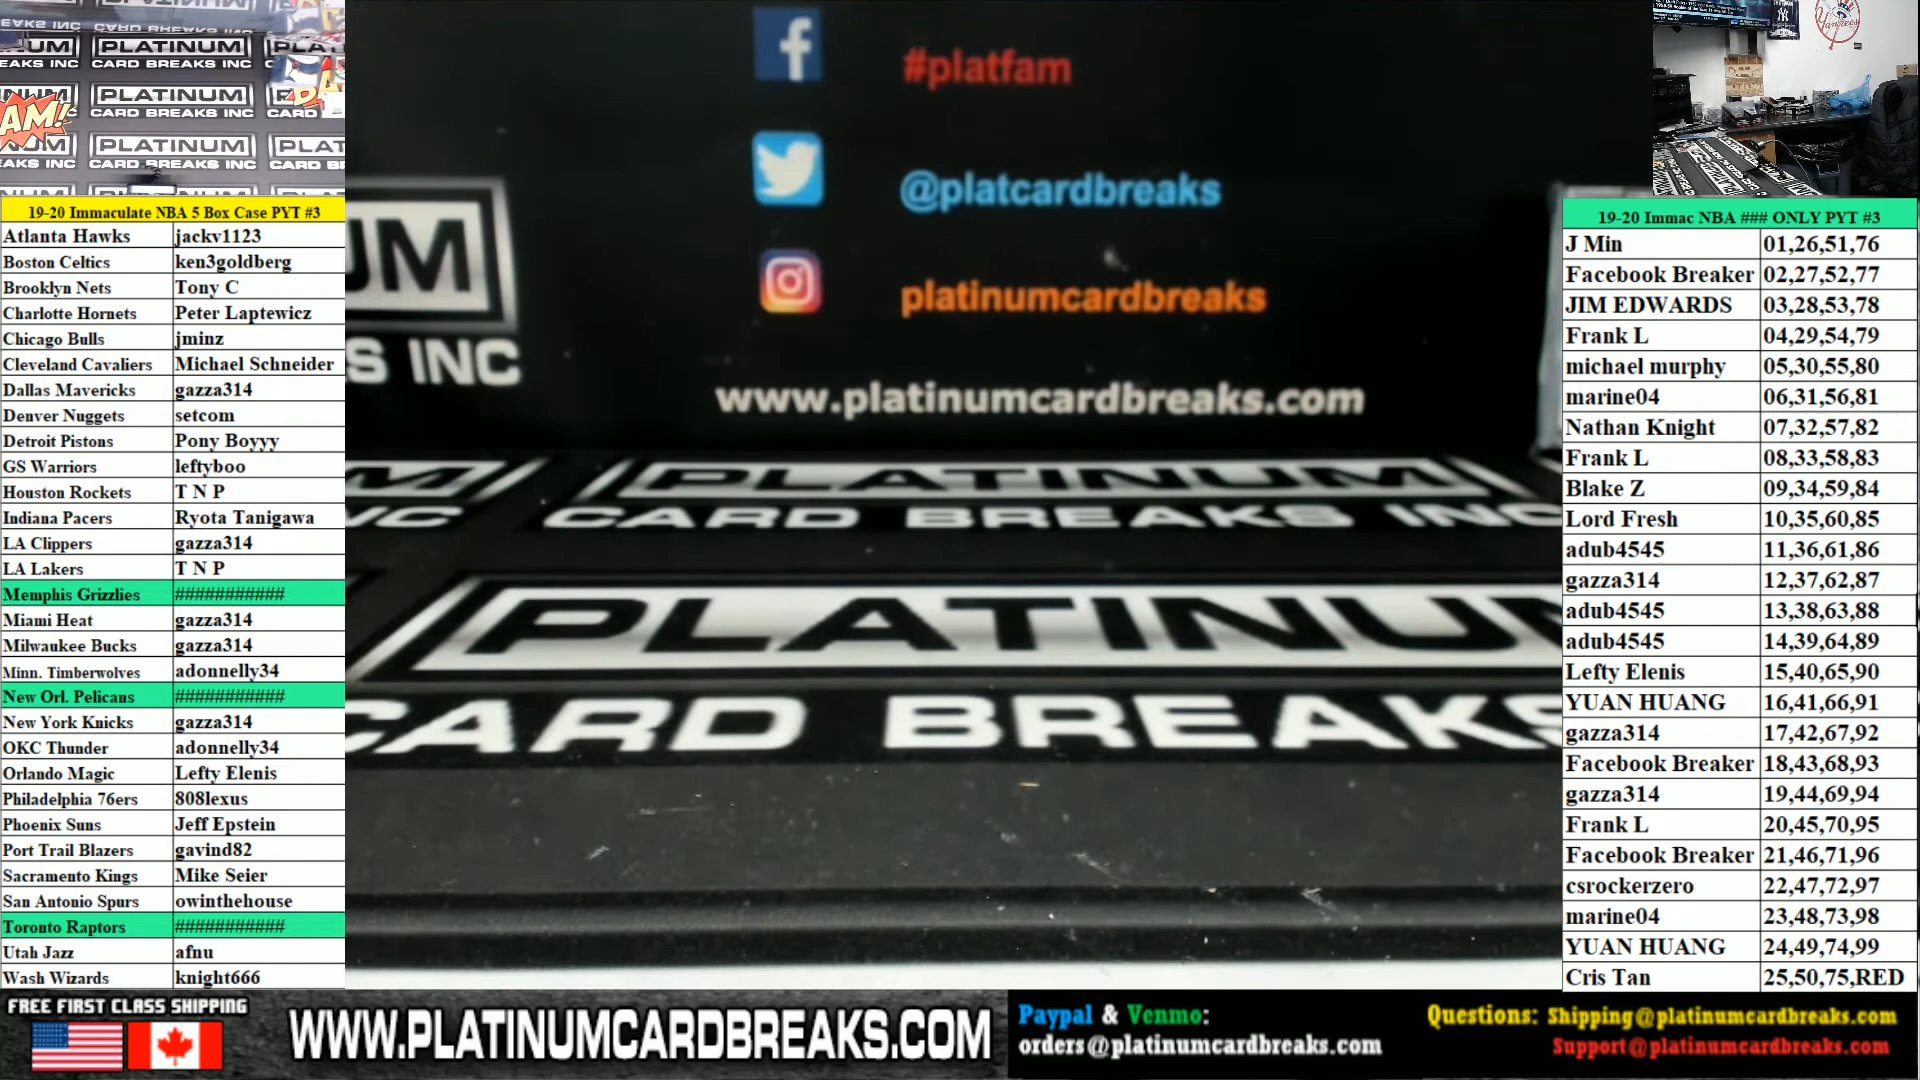 PLATINUM
CARD BREAKS INC
PLATINUM
CARD BREAKS INC
PLATINUM
CARD BREAKS INC
AM!
19-20 Immaculate NBA 5 Box Case PYT #3
Atlanta Hawks jackv1123
Boston Celtics ken3goldberg
Brooklyn Nets Tony C
Charlotte Hornets Peter Laptewicz
Chicago Bulls jminz
Cleveland Cavaliers Michael Schneider
Dallas Mavericks gazza314
Denver Nuggets setcom
Detroit Pistons Pony Boyyy
GS Warriors leftyboo
Houston Rockets T N P
Indiana Pacers Ryota Tanigawa
LA Clippers gazza314
LA Lakers T N P
Memphis Grizzlies ###########
Miami Heat gazza314
Milwaukee Bucks gazza314
Minn. Timberwolves adonnelly34
New Orl. Pelicans ###########
New York Knicks gazza314
OKC Thunder adonnelly34
Orlando Magic Lefty Elenis
Philadelphia 76ers 808lexus
Phoenix Suns Jeff Epstein
Port Trail Blazers gavind82
Sacramento Kings Mike Seier
San Antonio Spurs owinthehouse
Toronto Raptors ###########
Utah Jazz afnu
Wash Wizards knight666
#platfam
@platcardbreaks
platinumcardbreaks
www.platinumcardbreaks.com
UM
S INC
PLATINUM
CARD BREAKS INC
PLATINU
CARD BREAKS
Yankees
19-20 Immac NBA ### ONLY PYT #3
J Min 01,26,51,76
Facebook Breaker 02,27,52,77
JIM EDWARDS 03,28,53,78
Frank L 04,29,54,79
michael murphy 05,30,55,80
marine04 06,31,56,81
Nathan Knight 07,32,57,82
Frank L 08,33,58,83
Blake Z 09,34,59,84
Lord Fresh 10,35,60,85
adub4545 11,36,61,86
gazza314 12,37,62,87
adub4545 13,38,63,88
adub4545 14,39,64,89
Lefty Elenis 15,40,65,90
YUAN HUANG 16,41,66,91
gazza314 17,42,67,92
Facebook Breaker 18,43,68,93
gazza314 19,44,69,94
Frank L 20,45,70,95
Facebook Breaker 21,46,71,96
csrockerzero 22,47,72,97
marine04 23,48,73,98
YUAN HUANG 24,49,74,99
Cris Tan 25,50,75,RED
FREE FIRST CLASS SHIPPING
WWW.PLATINUMCARDBREAKS.COM
Paypal & Venmo:
orders@platinumcardbreaks.com
Questions: Shipping@platinumcardbreaks.com
Support@platinumcardbreaks.com